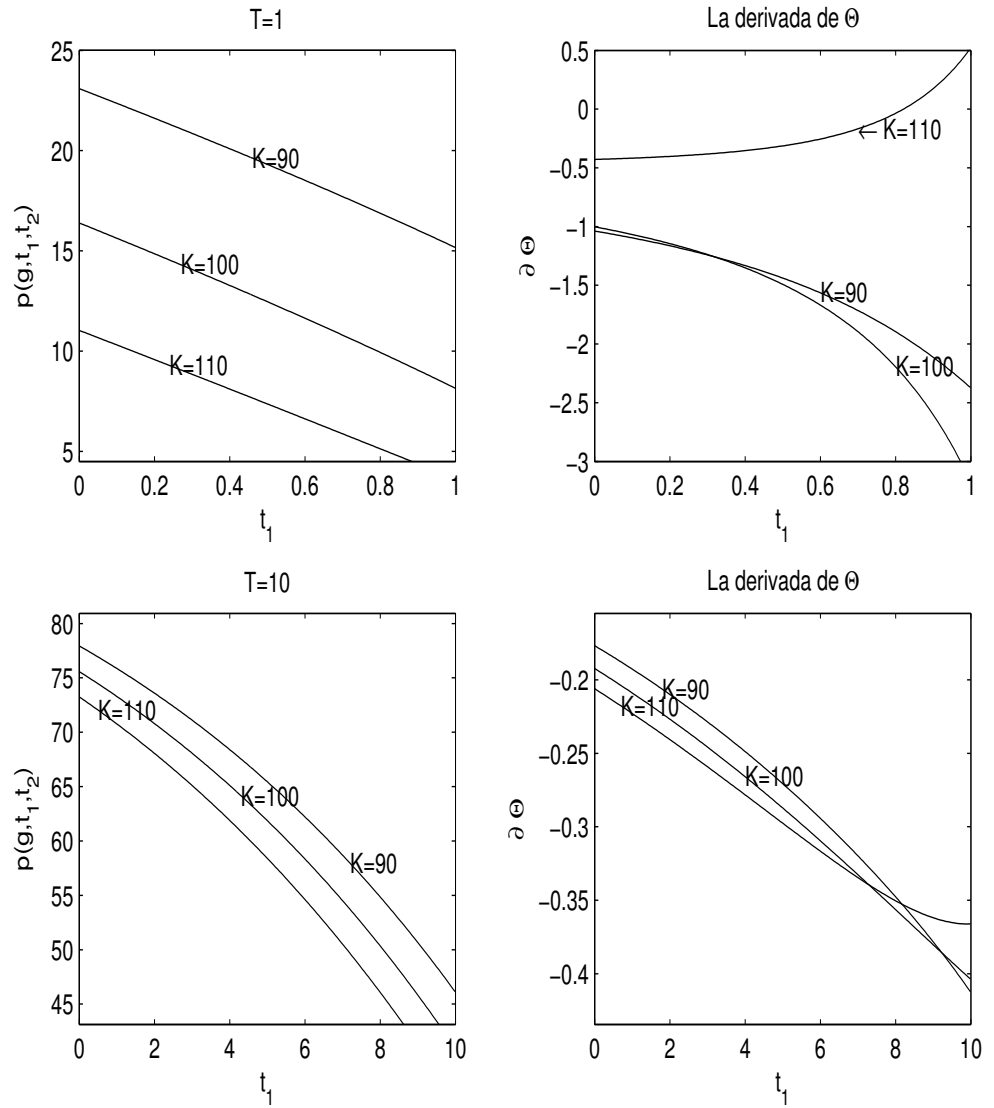 T=1
25
20
15
10
5
p(g,t₁,t₂)
K=90
K=100
K=110
0 0.2 0.4 0.6 0.8 1
t₁
La derivada de Θ
0.5
0
−0.5
−1
−1.5
−2
−2.5
−3
∂ Θ
← K=110
K=90
K=100
0 0.2 0.4 0.6 0.8 1
t₁
T=10
80
75
70
65
60
55
50
45
p(g,t₁,t₂)
K=110
K=100
K=90
0 2 4 6 8 10
t₁
La derivada de Θ
−0.2
−0.25
−0.3
−0.35
−0.4
∂ Θ
K=90
K=110
K=100
0 2 4 6 8 10
t₁